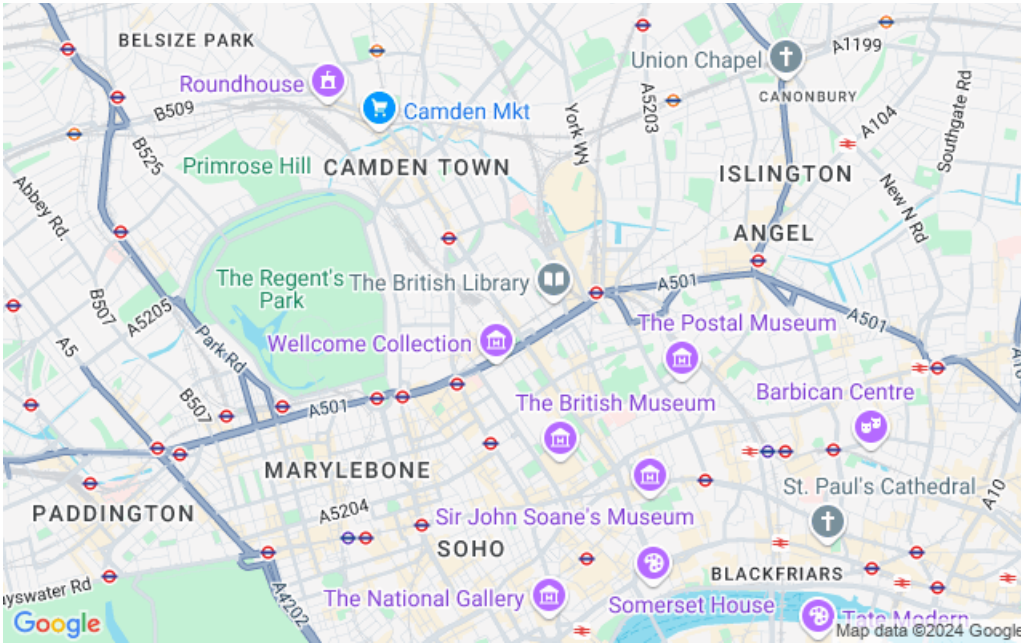 BELSIZE PARK
Union Chapel
A1199
Roundhouse
B509
Camden Mkt
York WY
A5203
CANONBURY
A104
Southgate Rd
B525
Primrose Hill
CAMDEN TOWN
ISLINGTON
Abbey Rd.
New N Rd
ANGEL
The Regent's
Park
The British Library
A501
B507
A5205
The Postal Museum
A501
A5
Park Rd
Wellcome Collection
B507
A501
The British Museum
Barbican Centre
MARYLEBONE
St. Paul's Cathedral
A10
PADDINGTON
A5204
Sir John Soane's Museum
SOHO
BLACKFRIARS
yswater Rd
A4202
The National Gallery
Somerset House
Tate Modern
Google
Map data ©2024 Google